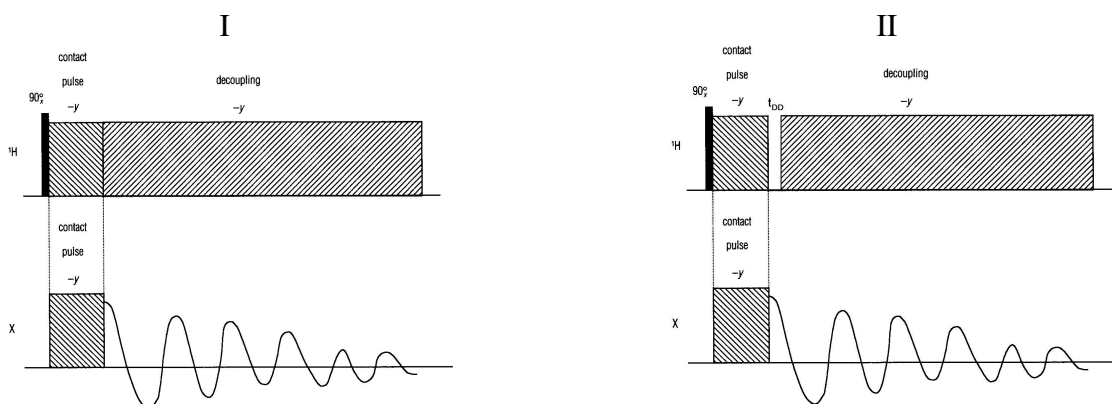 I
contact
pulse
–y
decoupling
–y
90°x
¹H
contact
pulse
–y
X
II
contact
pulse
–y
tDD
decoupling
–y
90°x
¹H
contact
pulse
–y
X